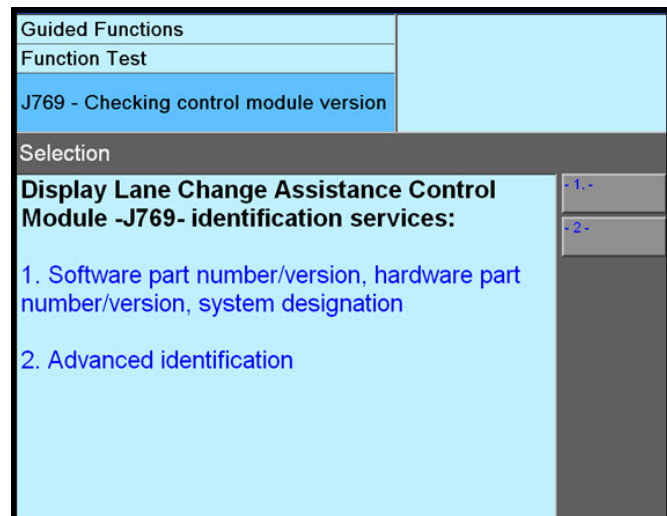 Guided Functions
Function Test
J769 - Checking control module version
Selection
Display Lane Change Assistance Control
Module -J769- identification services:
- 1. -
- 2 -
1. Software part number/version, hardware part
number/version, system designation
2. Advanced identification